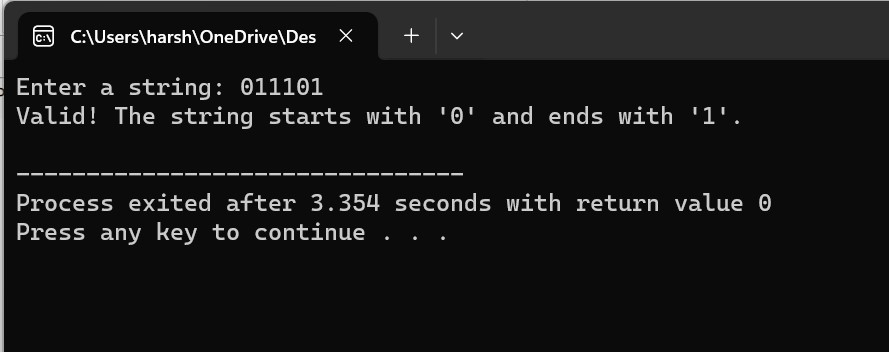 C:\Users\harsh\OneDrive\Des
Enter a string: 011101
Valid! The string starts with '0' and ends with '1'.
--------------------------------
Process exited after 3.354 seconds with return value 0
Press any key to continue . . .